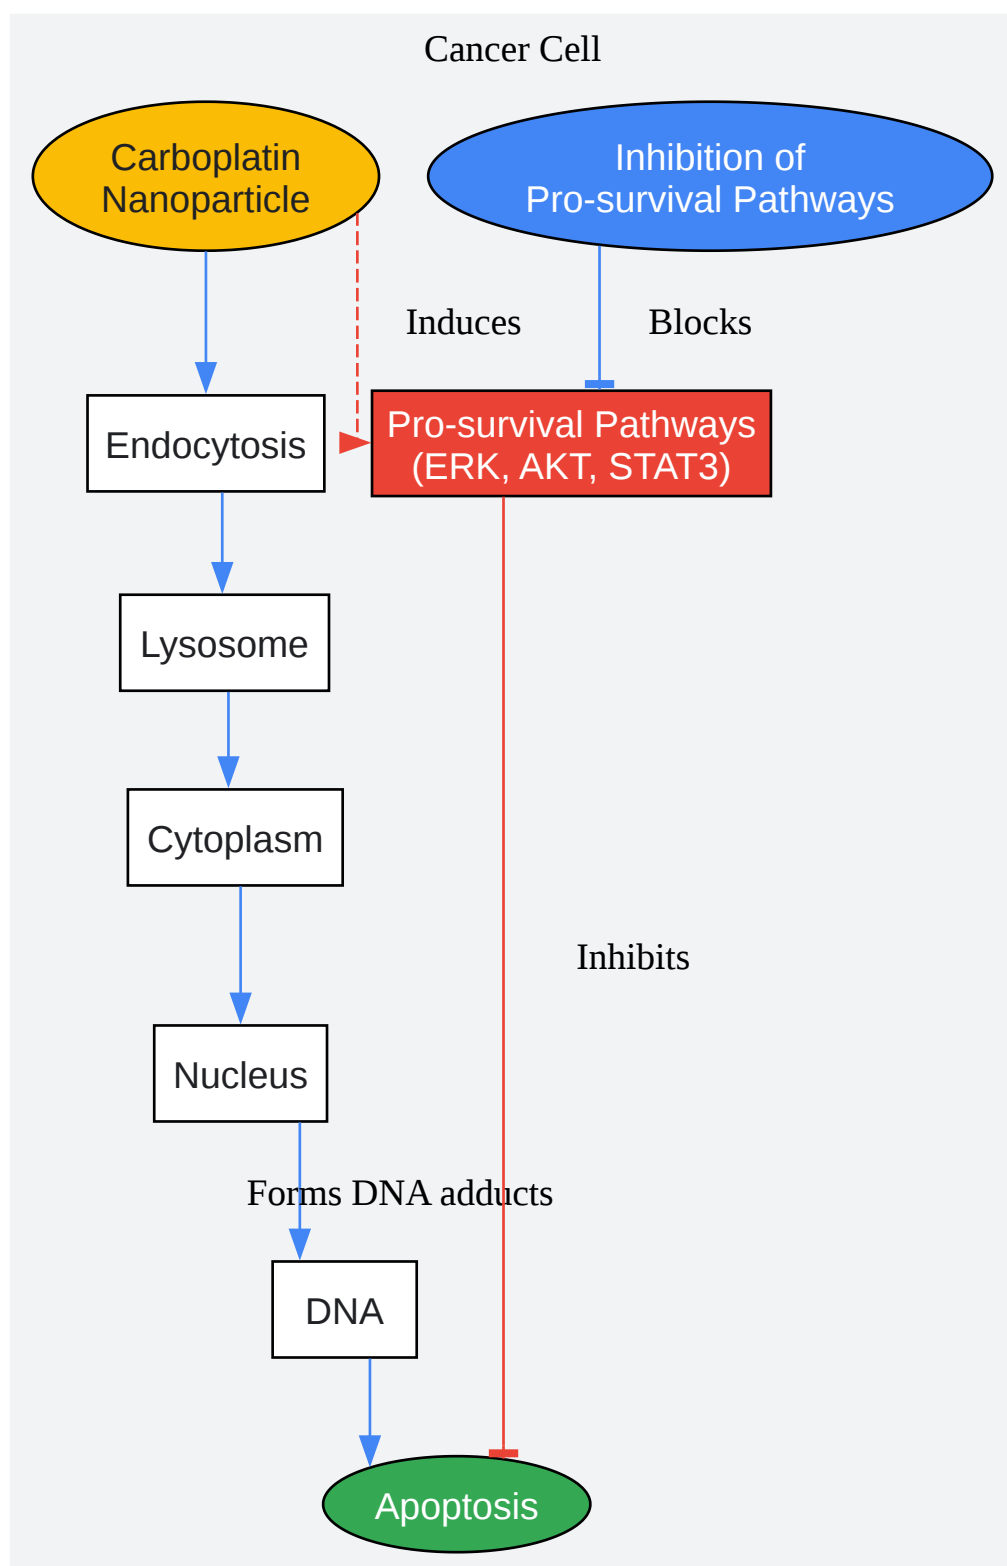 Cancer Cell
Carboplatin
Nanoparticle
Inhibition of
Pro-survival Pathways
Induces
Blocks
Endocytosis
Pro-survival Pathways
(ERK, AKT, STAT3)
Lysosome
Cytoplasm
Inhibits
Nucleus
Forms DNA adducts
DNA
Apoptosis